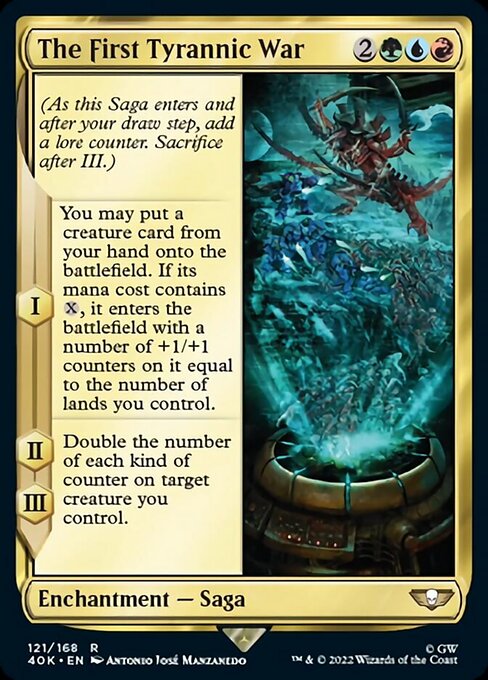 The First Tyrannic War 2
(As this Saga enters and
after your draw step, add
a lore counter. Sacrifice
after III.)
I
You may put a
creature card from
your hand onto the
battlefield. If its
mana cost contains
X, it enters the
battlefield with a
number of +1/+1
counters on it equal
to the number of
lands you control.
II
III
Double the number
of each kind of
counter on target
creature you
control.
Enchantment — Saga
121/168 R
40K • EN Antonio José Manzanedo
© GW
™ & © 2022 Wizards of the Coast